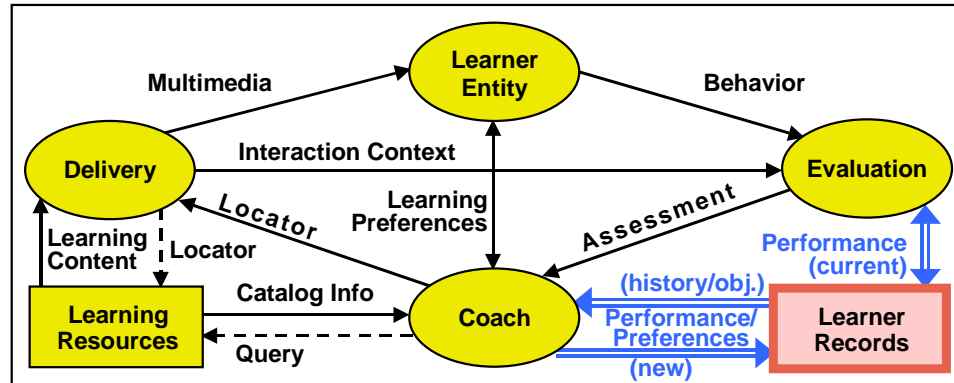 Learner
Entity
Multimedia
Behavior
Delivery
Interaction Context
Evaluation
Locator
Learning
Preferences
Assessment
Learning
Content
Locator
Performance
(current)
Learning
Resources
Catalog Info
Query
Coach
(history/obj.)
Performance/
Preferences
(new)
Learner
Records